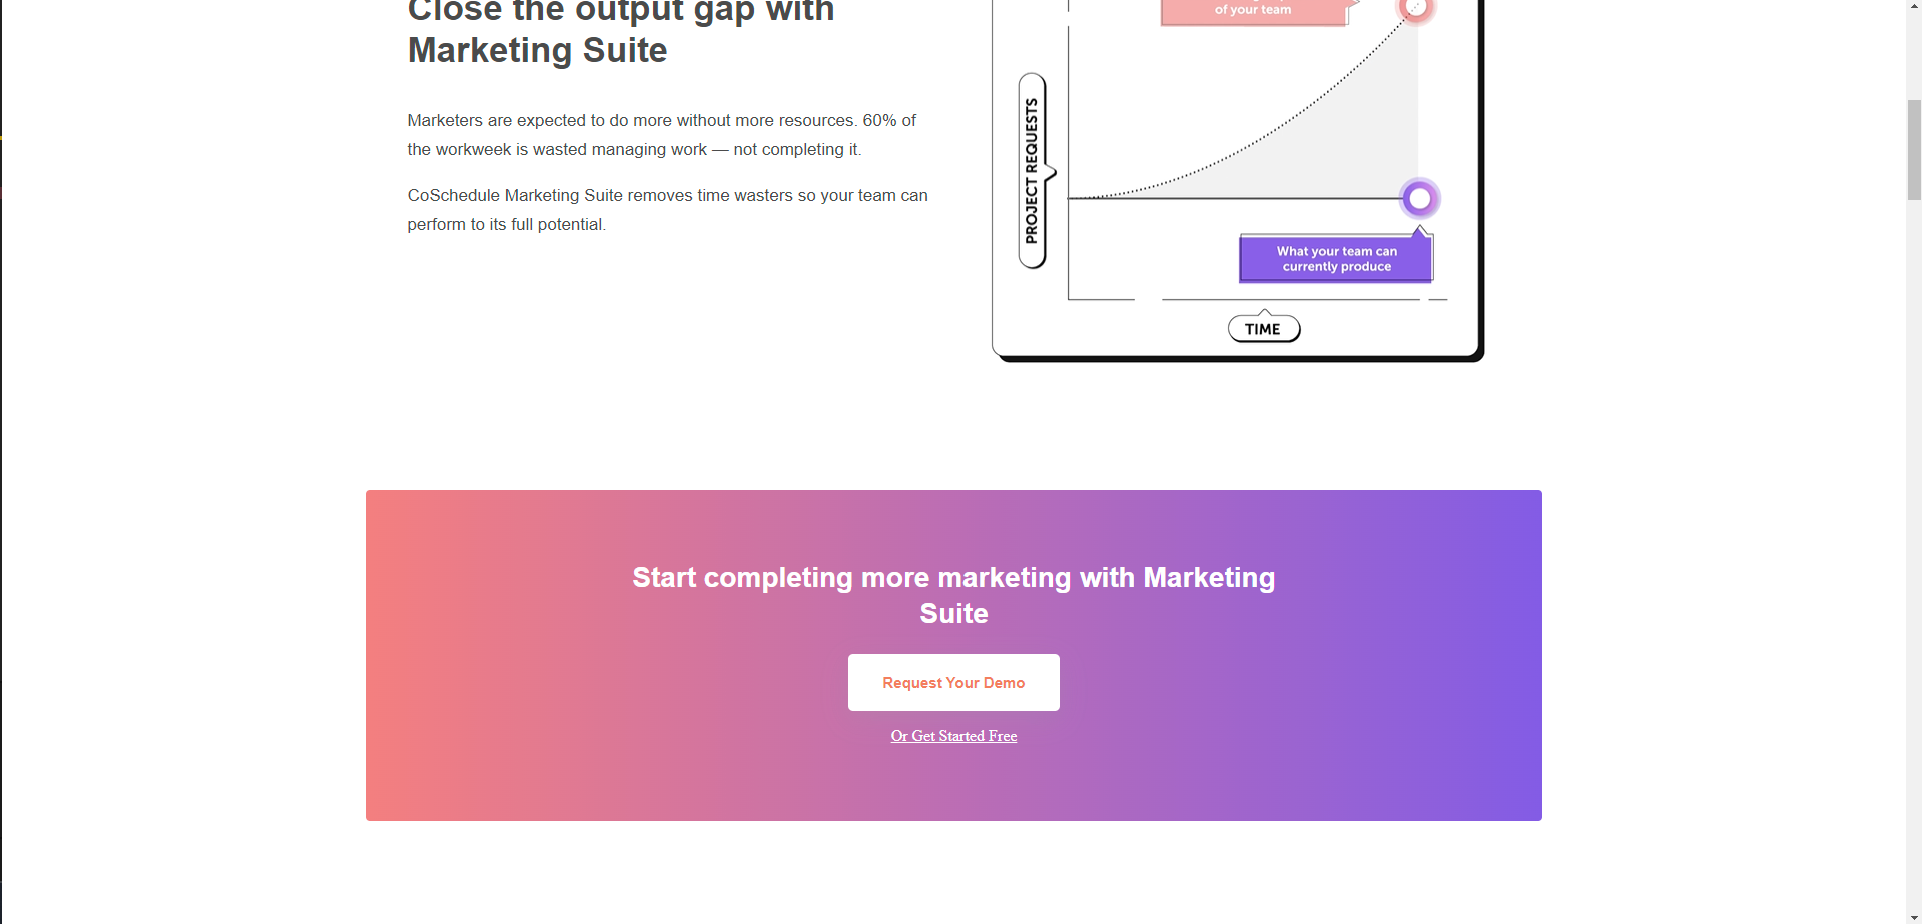 Close the output gap with
Marketing Suite
Marketers are expected to do more without more resources. 60% of
the workweek is wasted managing work — not completing it.
CoSchedule Marketing Suite removes time wasters so your team can
perform to its full potential.
of your team
PROJECT REQUESTS
What your team can
currently produce
TIME
Start completing more marketing with Marketing
Suite
Request Your Demo
Or Get Started Free